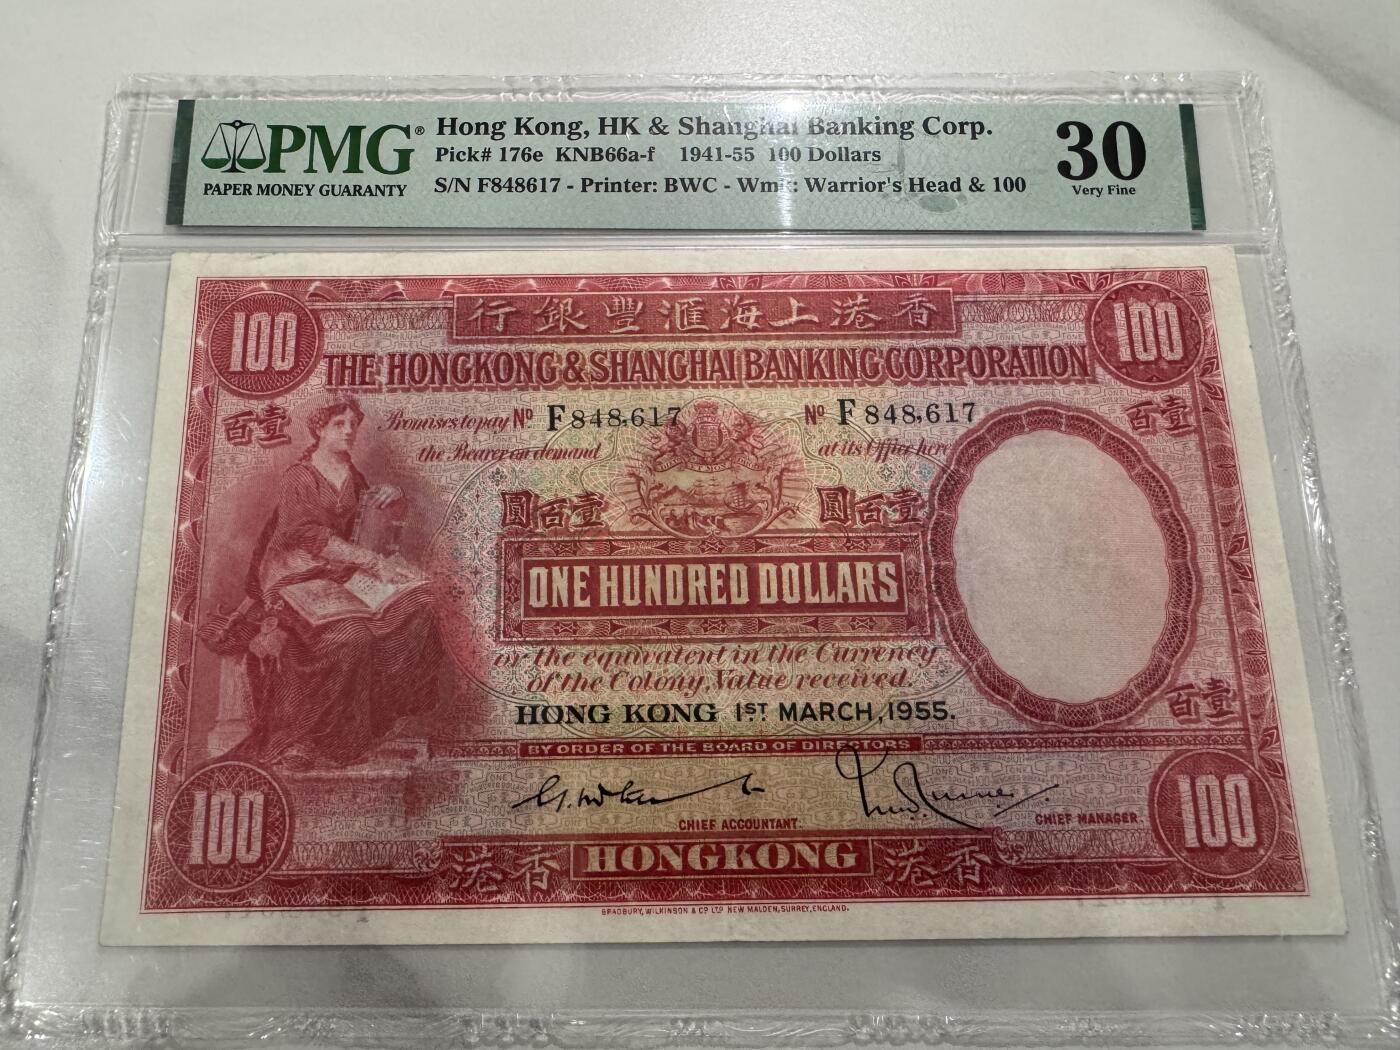 PMG® Hong Kong, HK & Shanghai Banking Corp. 30
Pick# 176e KNB66a-f 1941-55 100 Dollars
PAPER MONEY GUARANTY S/N F848617 - Printer: BWC - Wmk: Warrior's Head & 100 Very Fine
行銀豐滙海上港香
100 100
THE HONGKONG & SHANGHAI BANKING CORPORATION
百壹 百壹
Promises to pay Nº F848,617 Nº F848,617
the Bearer on demand at its Office here
圓百壹 圓百壹
ONE HUNDRED DOLLARS
or the equivalent in the Currency
of the Colony, Value received.
百壹
HONG KONG 1ST MARCH, 1955.
BY ORDER OF THE BOARD OF DIRECTORS
100 100
CHIEF ACCOUNTANT. CHIEF MANAGER.
港香 HONGKONG 港香
BRADBURY, WILKINSON & Cº LTD NEW MALDEN, SURREY, ENGLAND.